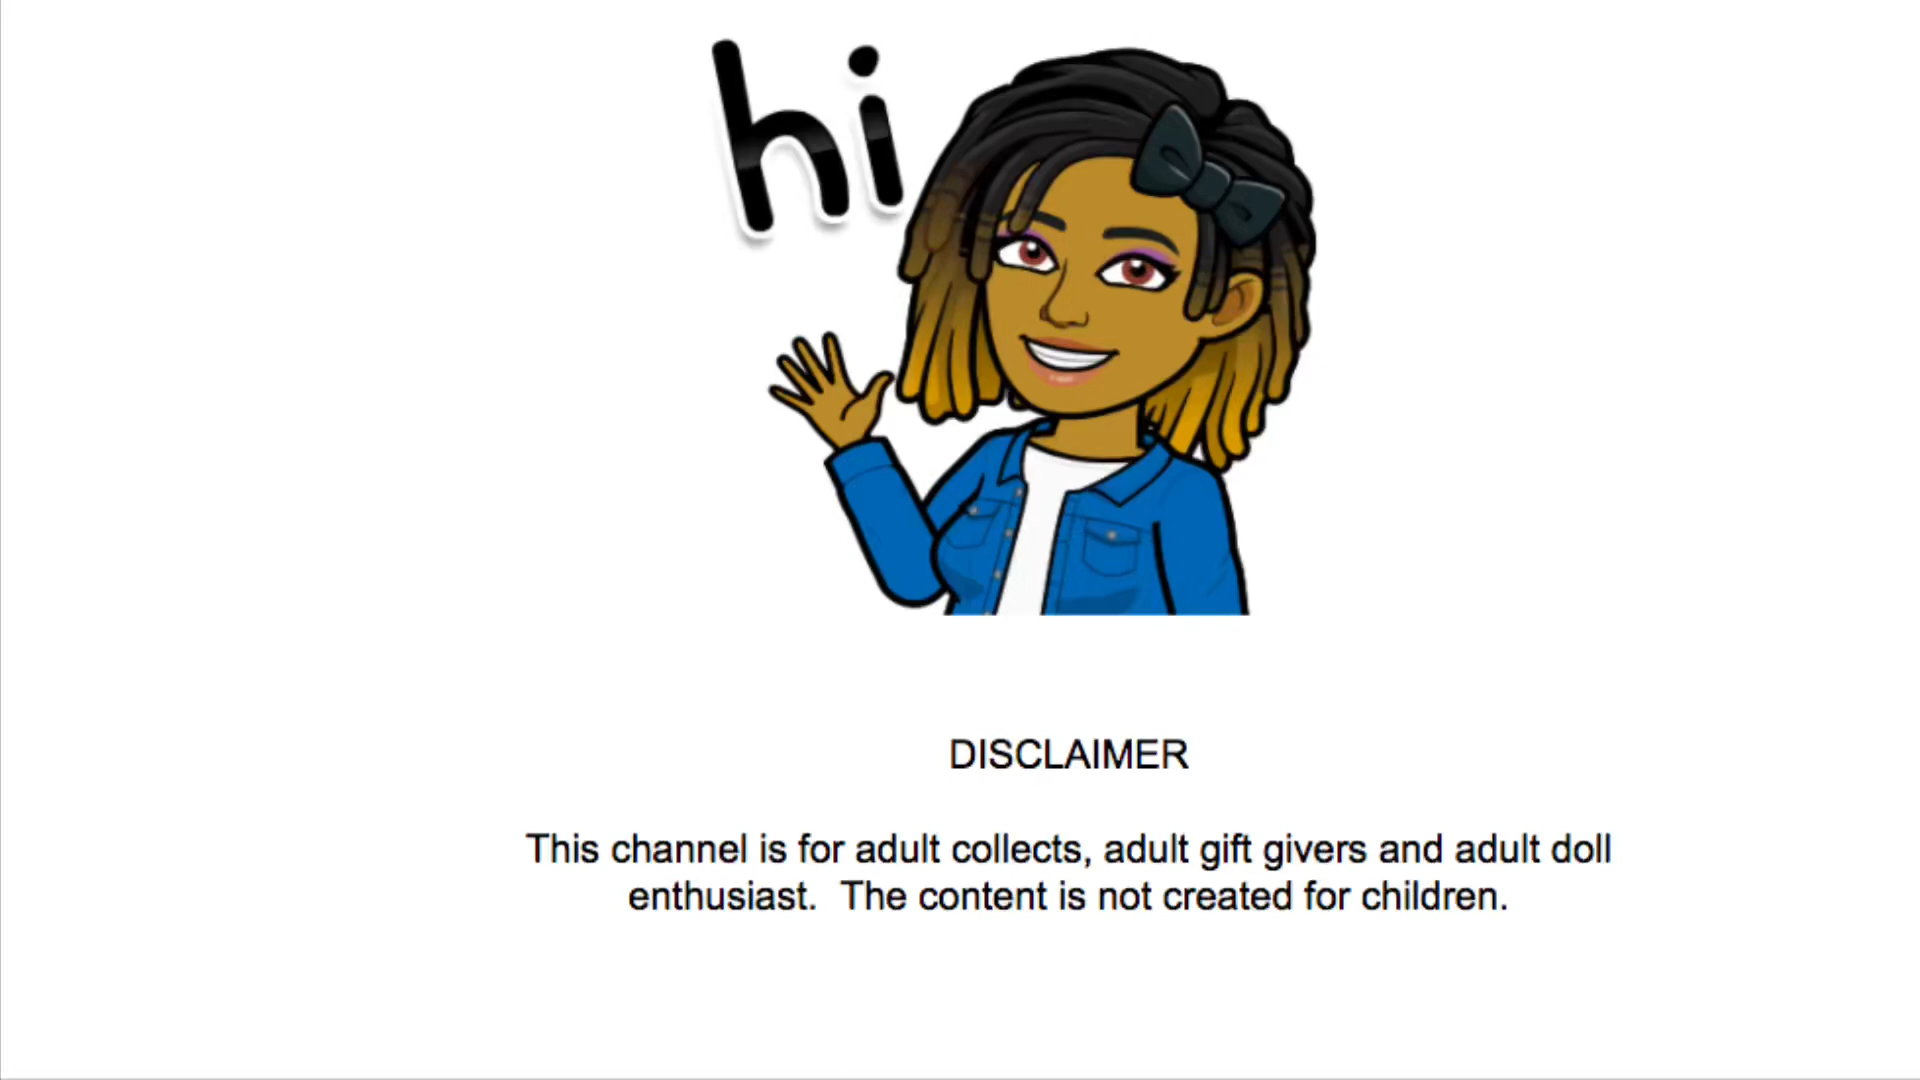 hi
DISCLAIMER
This channel is for adult collects, adult gift givers and adult doll
enthusiast.  The content is not created for children.